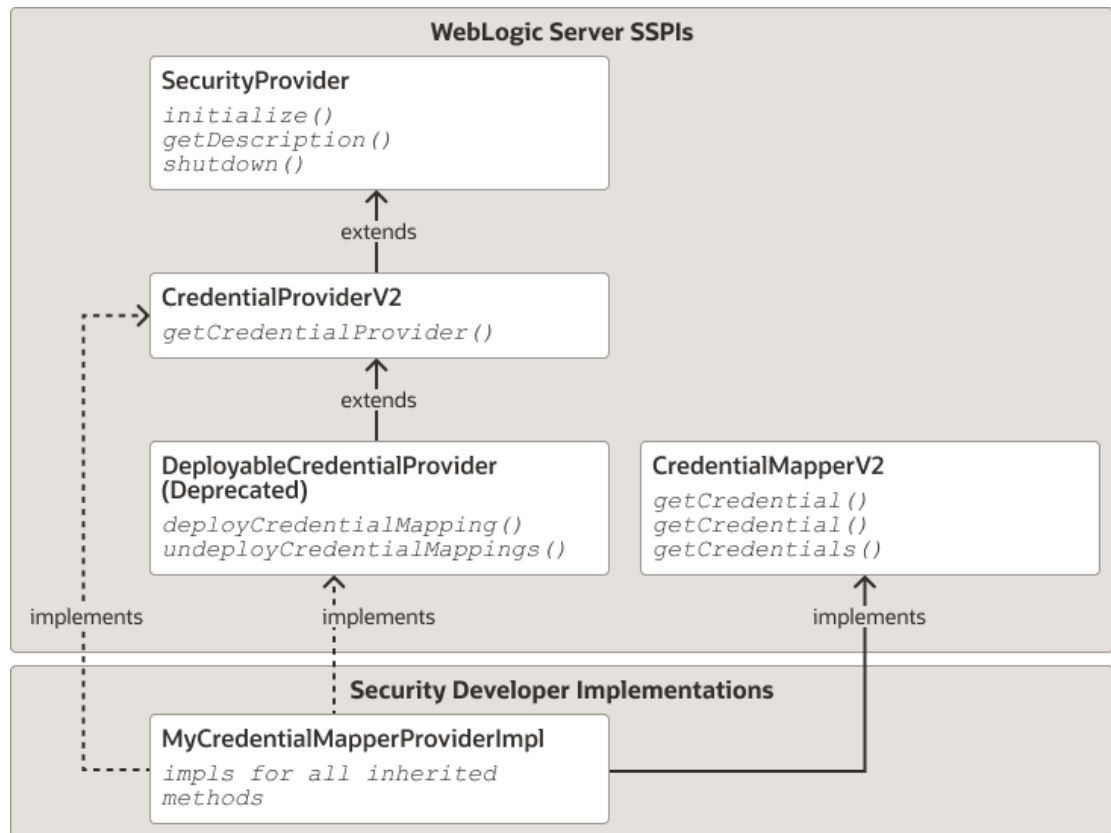 WebLogic Server SSPIs
SecurityProvider
initialize()
getDescription()
shutdown()
extends
CredentialProviderV2
getCredentialProvider()
extends
DeployableCredentialProvider
(Deprecated)
deployCredentialMapping()
undeployCredentialMappings()
CredentialMapperV2
getCredential()
getCredential()
getCredentials()
implements
implements
implements
Security Developer Implementations
MyCredentialMapperProviderImpl
impls for all inherited
methods